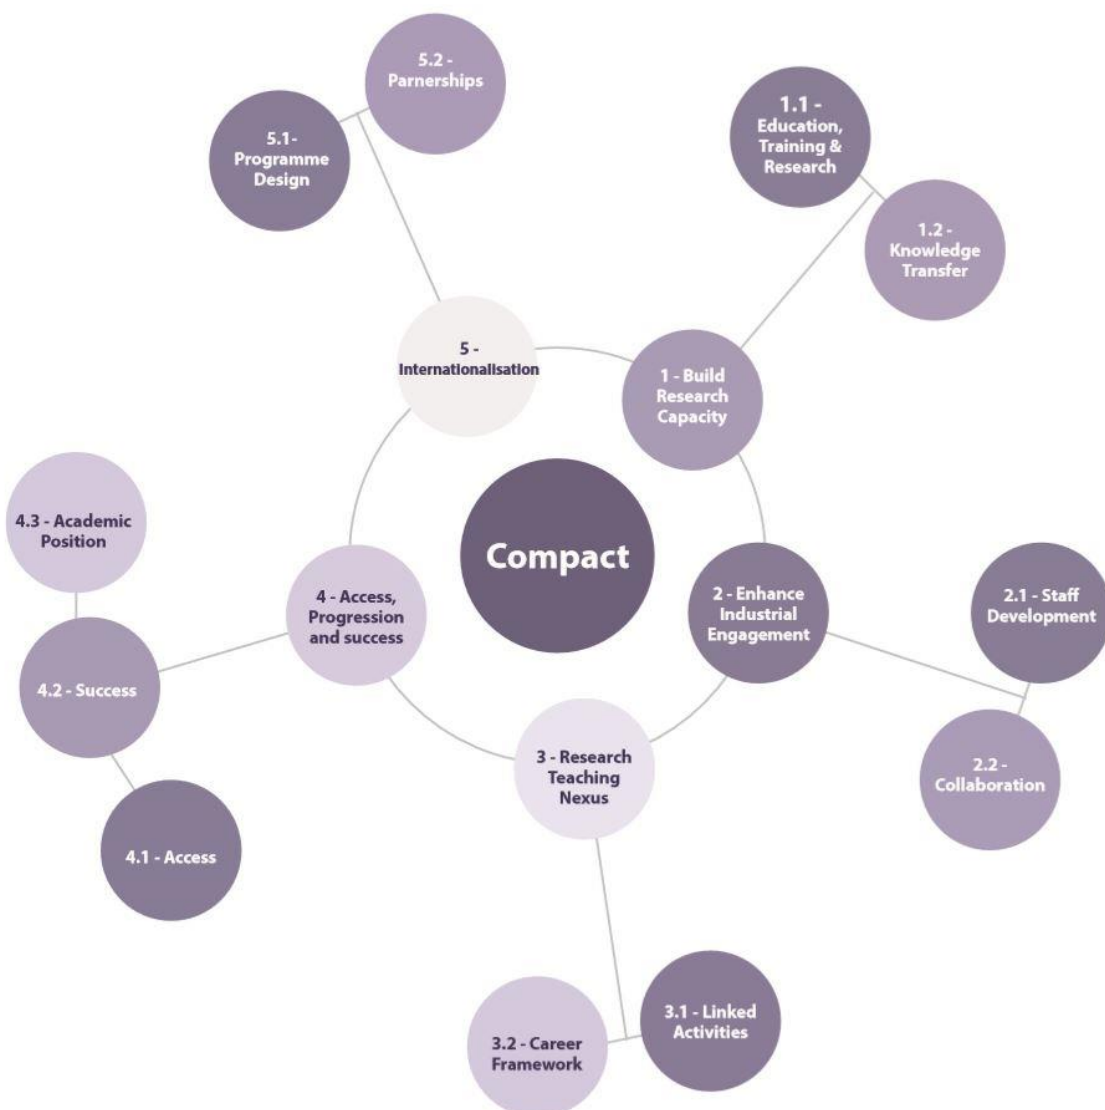 5.2 -
Parnerships
5.1-
Programme
Design
1.1 -
Education,
Training &
Research
1.2 -
Knowledge
Transfer
5 -
Internationalisation
1 - Build
Research
Capacity
4.3 - Academic
Position
Compact
4 - Access,
Progression
and success
2 - Enhance
Industrial
Engagement
2.1 - Staff
Development
4.2 - Success
3 - Research
Teaching
Nexus
2.2 -
Collaboration
4.1 - Access
3.2 - Career
Framework
3.1 - Linked
Activities